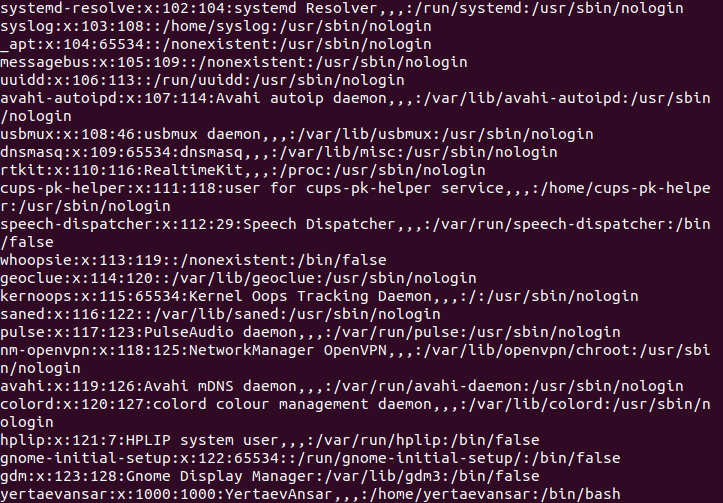 systemd-resolve:x:102:104:systemd Resolver,,,:/run/systemd:/usr/sbin/nologin
syslog:x:103:108::/home/syslog:/usr/sbin/nologin
_apt:x:104:65534::/nonexistent:/usr/sbin/nologin
messagebus:x:105:109::/nonexistent:/usr/sbin/nologin
uuidd:x:106:113::/run/uuidd:/usr/sbin/nologin
avahi-autoipd:x:107:114:Avahi autoip daemon,,,:/var/lib/avahi-autoipd:/usr/sbin
/nologin
usbmux:x:108:46:usbmux daemon,,,:/var/lib/usbmux:/usr/sbin/nologin
dnsmasq:x:109:65534:dnsmasq,,,:/var/lib/misc:/usr/sbin/nologin
rtkit:x:110:116:RealtimeKit,,,:/proc:/usr/sbin/nologin
cups-pk-helper:x:111:118:user for cups-pk-helper service,,,:/home/cups-pk-helpe
r:/usr/sbin/nologin
speech-dispatcher:x:112:29:Speech Dispatcher,,,:/var/run/speech-dispatcher:/bin
/false
whoopsie:x:113:119::/nonexistent:/bin/false
geoclue:x:114:120::/var/lib/geoclue:/usr/sbin/nologin
kernoops:x:115:65534:Kernel Oops Tracking Daemon,,,:/:/usr/sbin/nologin
saned:x:116:122::/var/lib/saned:/usr/sbin/nologin
pulse:x:117:123:PulseAudio daemon,,,:/var/run/pulse:/usr/sbin/nologin
nm-openvpn:x:118:125:NetworkManager OpenVPN,,,:/var/lib/openvpn/chroot:/usr/sbi
n/nologin
avahi:x:119:126:Avahi mDNS daemon,,,:/var/run/avahi-daemon:/usr/sbin/nologin
colord:x:120:127:colord colour management daemon,,,:/var/lib/colord:/usr/sbin/n
ologin
hplip:x:121:7:HPLIP system user,,,:/var/run/hplip:/bin/false
gnome-initial-setup:x:122:65534::/run/gnome-initial-setup/:/bin/false
gdm:x:123:128:Gnome Display Manager:/var/lib/gdm3:/bin/false
yertaevansar:x:1000:1000:YertaevAnsar,,,:/home/yertaevansar:/bin/bash